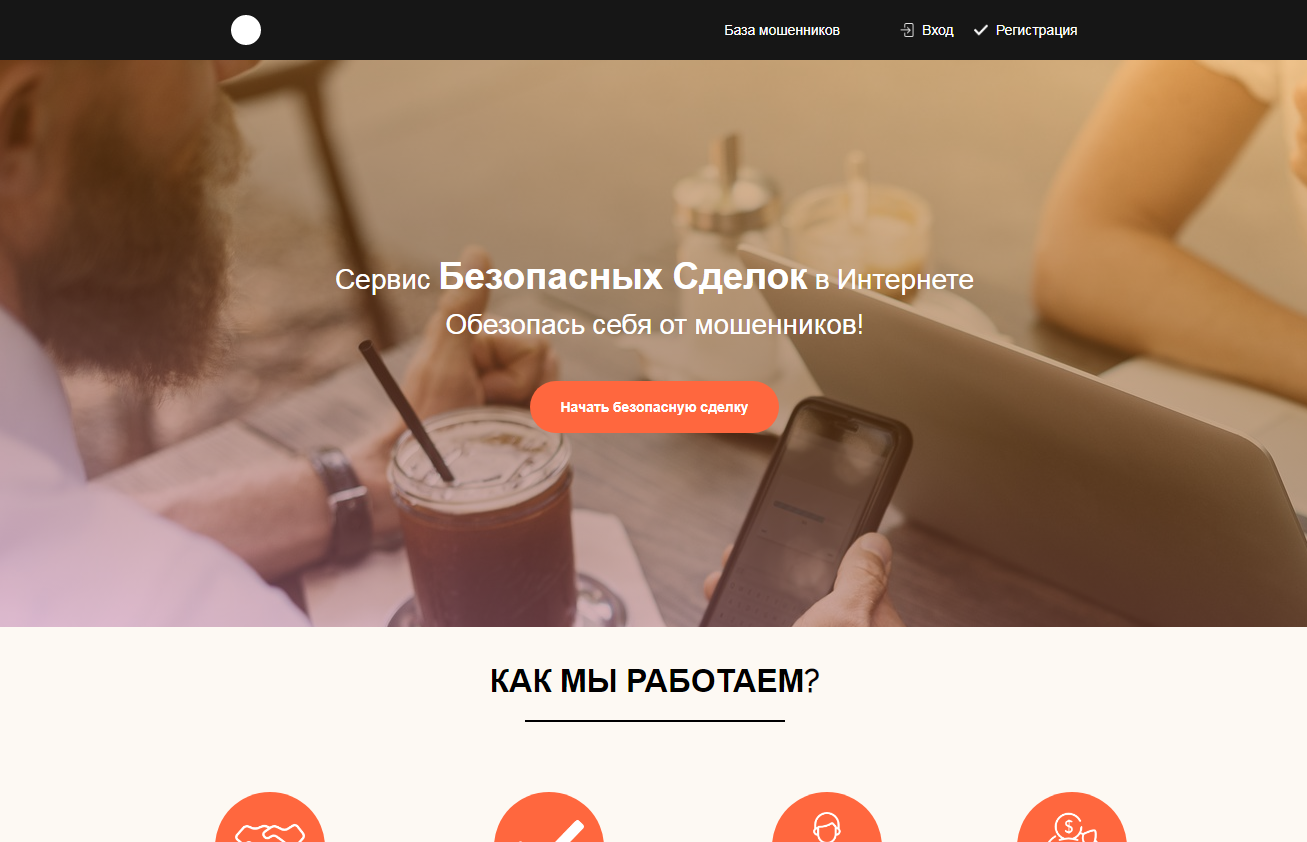 База мошенников
Вход
Регистрация
Сервис Безопасных Сделок в Интернете
Обезопась себя от мошенников!
Начать безопасную сделку
КАК МЫ РАБОТАЕМ?
$